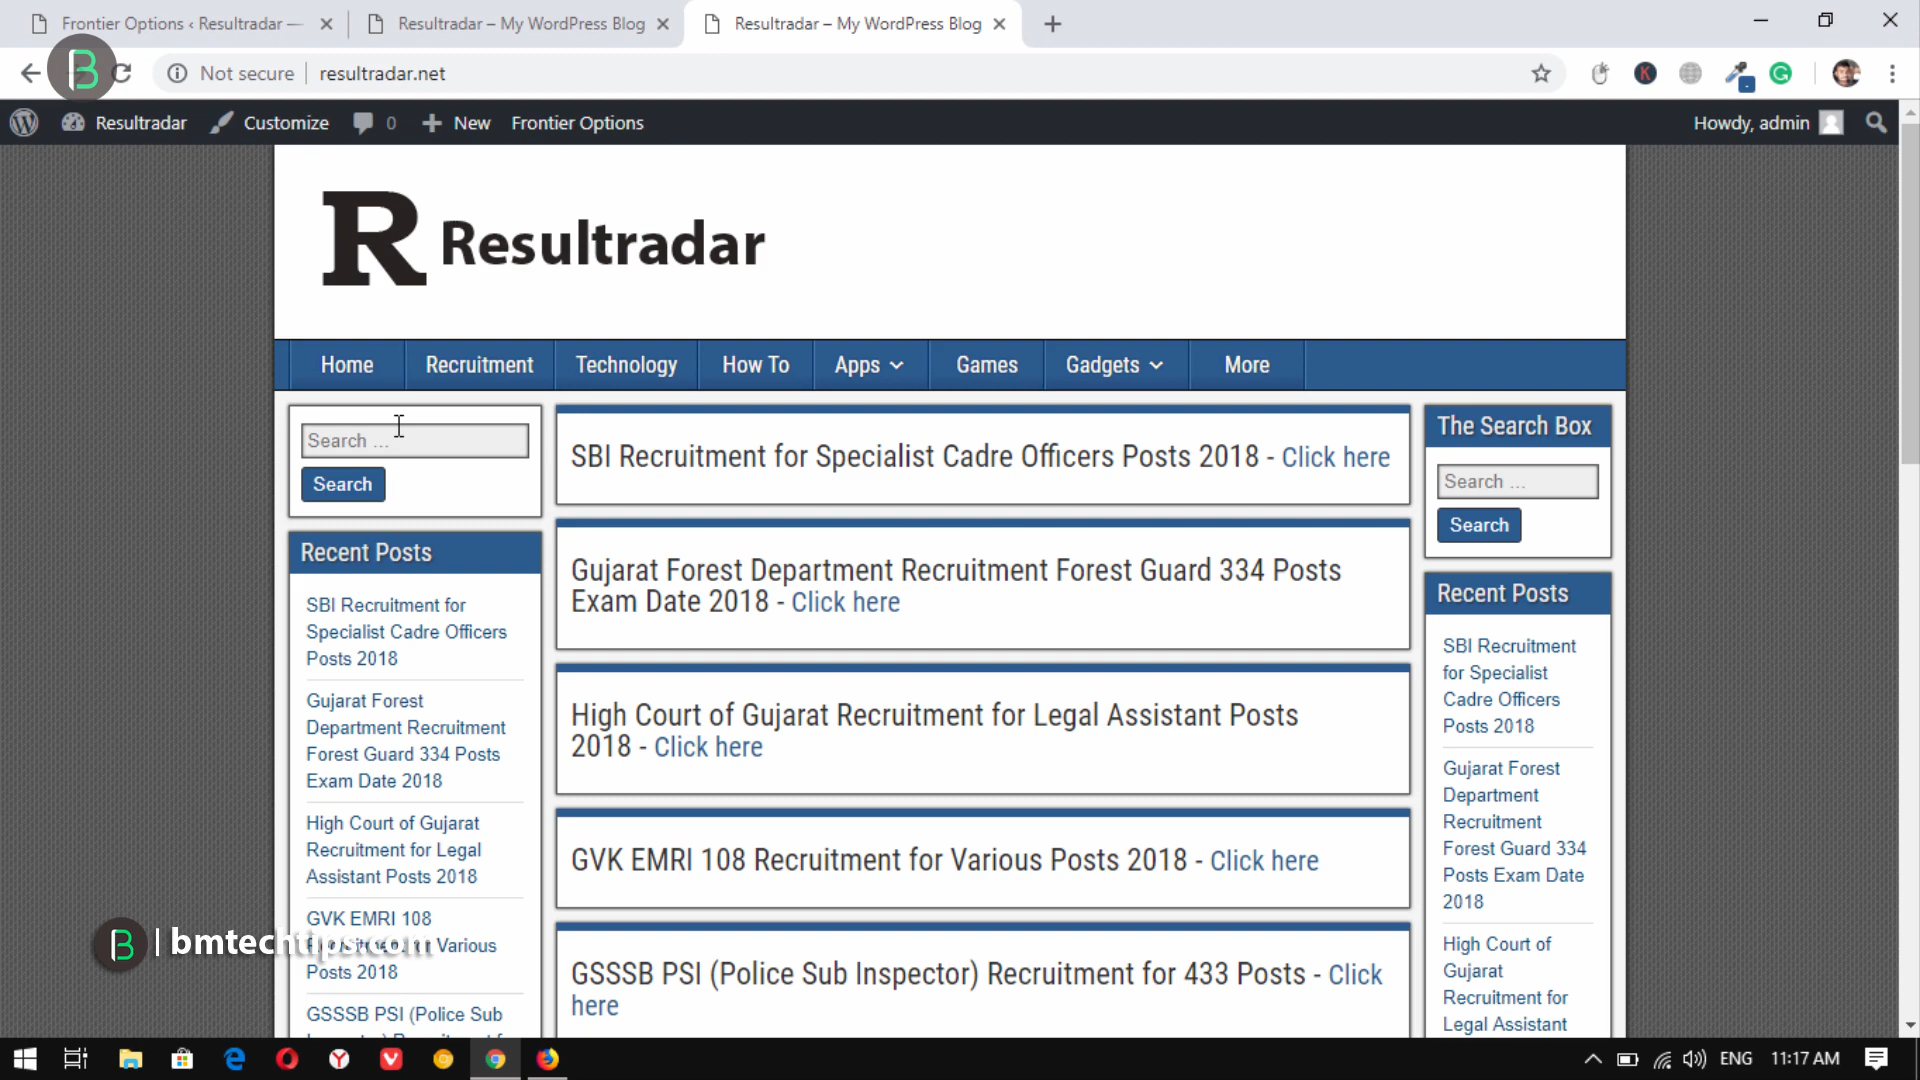 Frontier Options ‹ Resultradar —
Resultradar – My WordPress Blog
Resultradar – My WordPress Blog
Not secure
resultradar.net
Resultradar
Customize
0
New
Frontier Options
Howdy, admin
R Resultradar
Home
Recruitment
Technology
How To
Apps
Games
Gadgets
More
Search ...
Search
Recent Posts
SBI Recruitment for
Specialist Cadre Officers
Posts 2018
Gujarat Forest
Department Recruitment
Forest Guard 334 Posts
Exam Date 2018
High Court of Gujarat
Recruitment for Legal
Assistant Posts 2018
GVK EMRI 108
Various
Posts 2018
GSSSB PSI (Police Sub
SBI Recruitment for Specialist Cadre Officers Posts 2018 - Click here
Gujarat Forest Department Recruitment Forest Guard 334 Posts
Exam Date 2018 - Click here
High Court of Gujarat Recruitment for Legal Assistant Posts
2018 - Click here
GVK EMRI 108 Recruitment for Various Posts 2018 - Click here
GSSSB PSI (Police Sub Inspector) Recruitment for 433 Posts - Click
here
The Search Box
Search ...
Search
Recent Posts
SBI Recruitment
for Specialist
Cadre Officers
Posts 2018
Gujarat Forest
Department
Recruitment
Forest Guard 334
Posts Exam Date
2018
High Court of
Gujarat
Recruitment for
Legal Assistant
| bmtechtips.com
ENG
11:17 AM